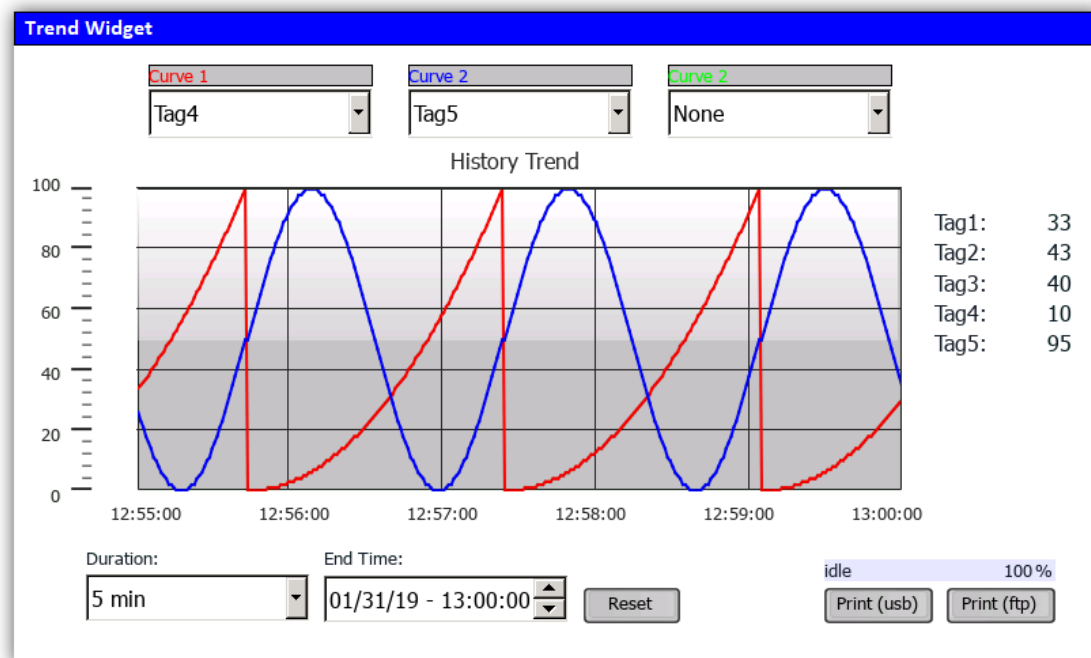 Trend Widget
Curve 1 Curve 2 Curve 2
Tag4 Tag5 None
History Trend
100
80
60
40
20
0
12:55:00 12:56:00 12:57:00 12:58:00 12:59:00 13:00:00
Tag1: 33
Tag2: 43
Tag3: 40
Tag4: 10
Tag5: 95
Duration: End Time:
5 min 01/31/19 - 13:00:00 Reset
idle 100 %
Print (usb) Print (ftp)